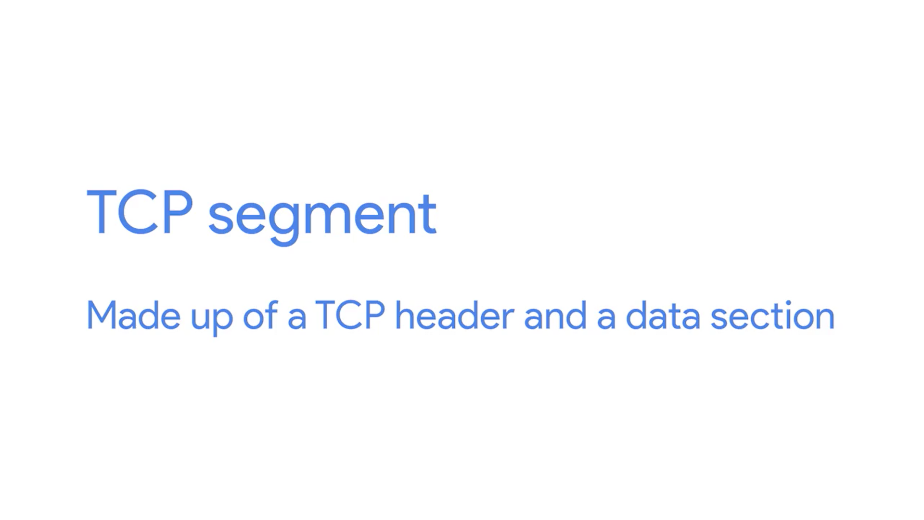 TCP segment
Made up of a TCP header and a data section